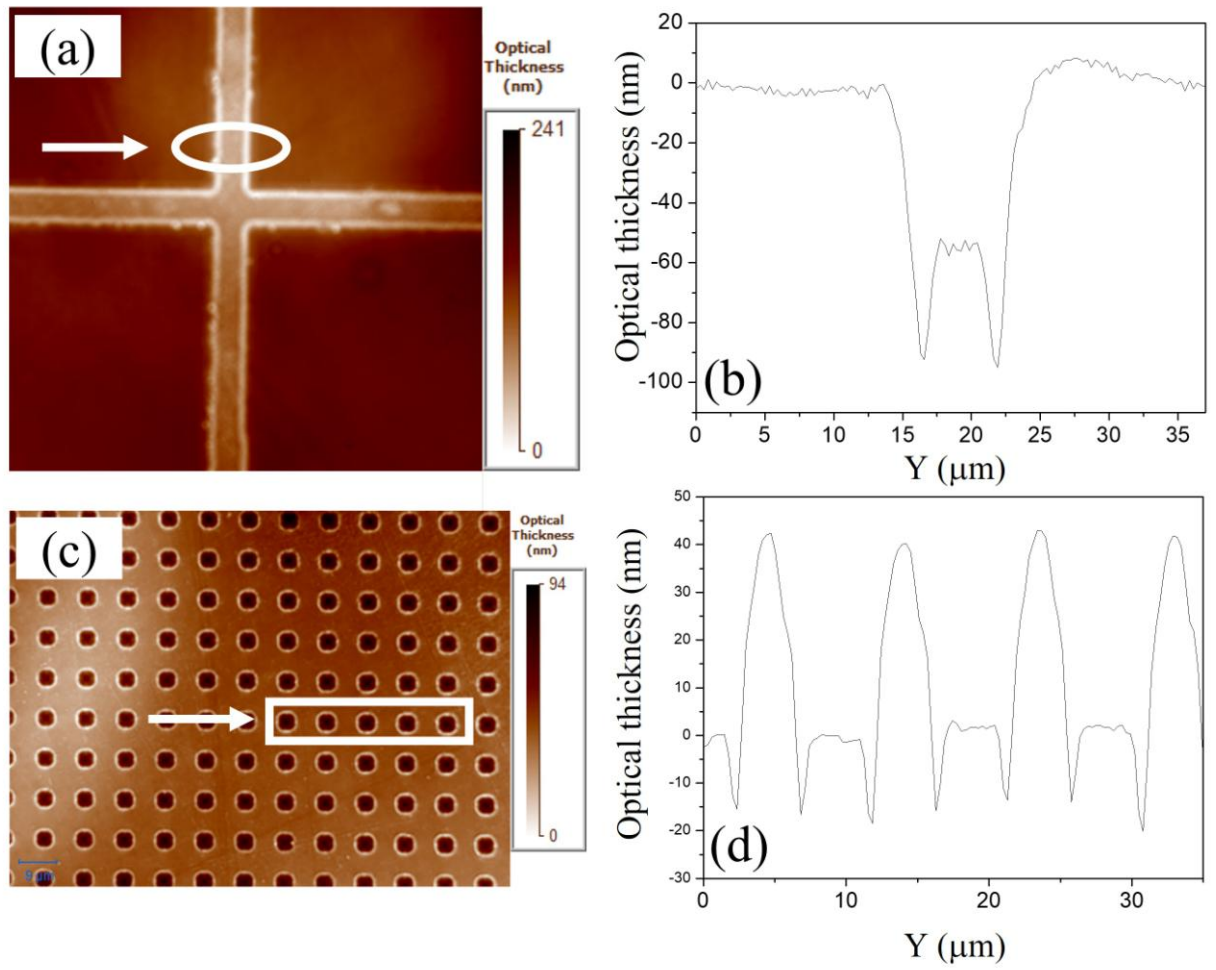 (a)
Optical
Thickness
(nm)
241
0
20
0
-20
-40
-60
-80
-100
Optical thickness (nm)
(b)
0 5 10 15 20 25 30 35
Y (μm)
(c)
9 μm
Optical
Thickness
(nm)
94
0
50
40
30
20
10
0
-10
-20
-30
Optical thickness (nm)
(d)
0 10 20 30
Y (μm)